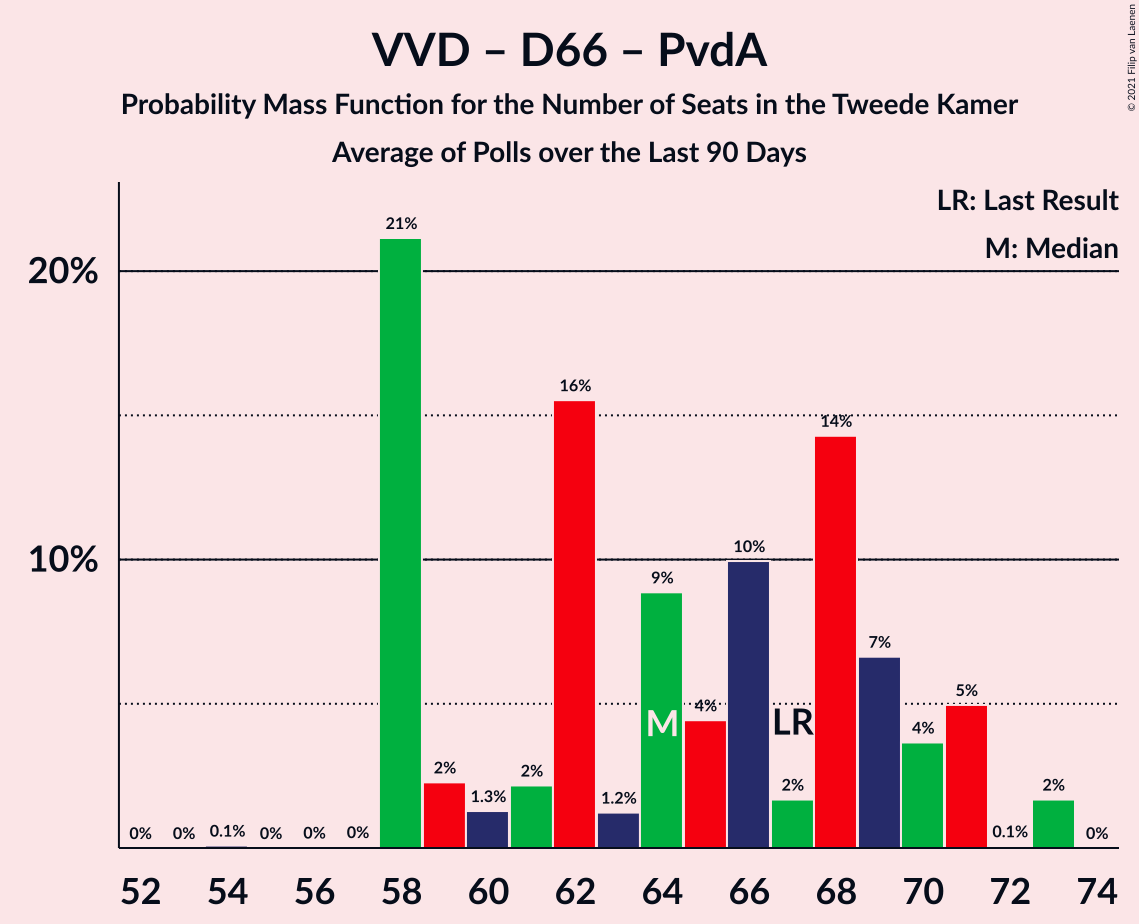 VVD – D66 – PvdA
Probability Mass Function for the Number of Seats in the Tweede Kamer
Average of Polls over the Last 90 Days
© 2021 Filip van Laenen
LR: Last Result
M: Median
20%
10%
0% 0% 0.1% 0% 0% 0% 21% 2% 1.3% 2% 16% 1.2% 9% 4% 10% 2% 14% 7% 4% 5% 0.1% 2% 0%
M LR
52 54 56 58 60 62 64 66 68 70 72 74